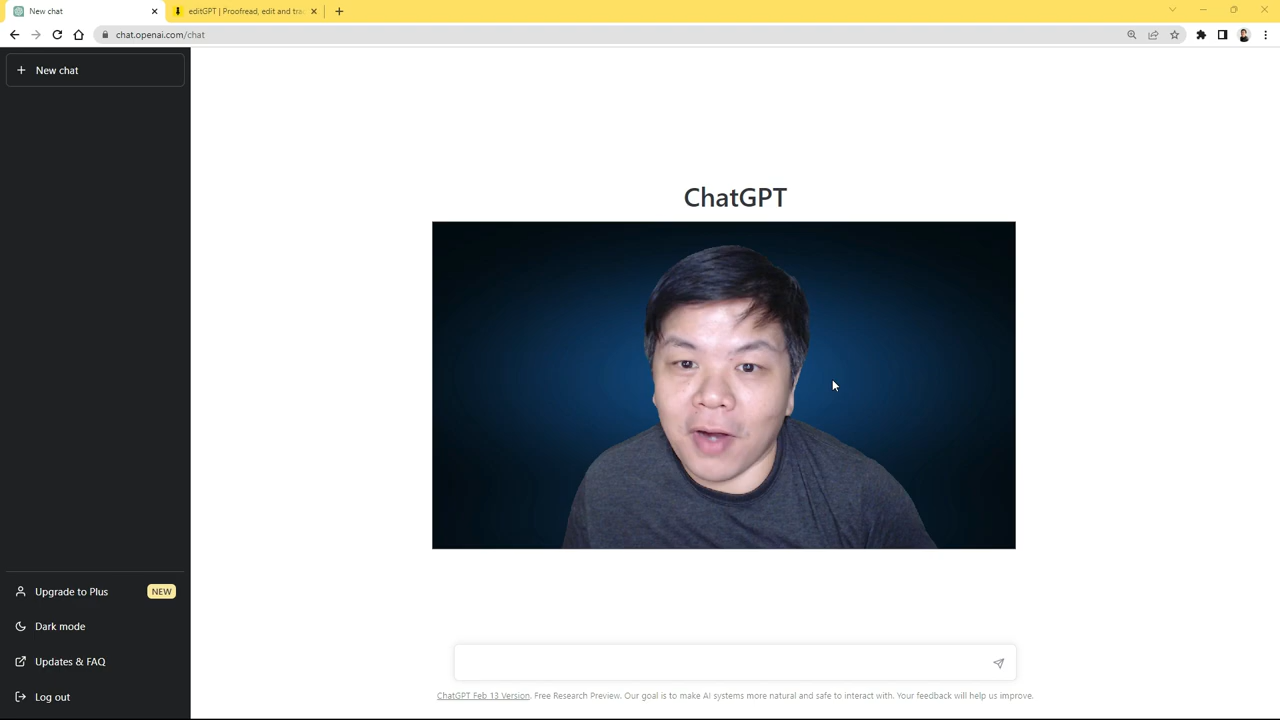 New chat
editGPT | Proofread, edit and tra
chat.openai.com/chat
New chat
ChatGPT
Upgrade to Plus
NEW
Dark mode
Updates & FAQ
Log out
ChatGPT Feb 13 Version. Free Research Preview. Our goal is to make AI systems more natural and safe to interact with. Your feedback will help us improve.